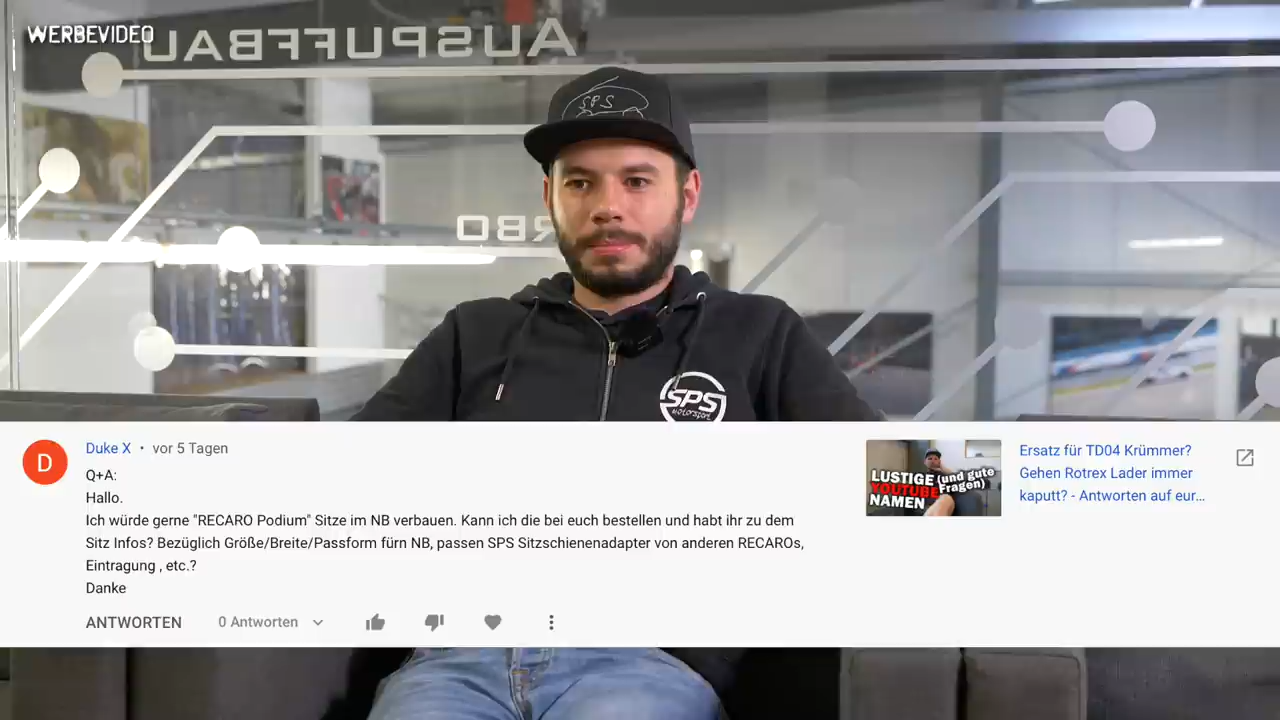 WERBEVIDEO
AUSPUFFBAU
SPS
RBO
SPS
Motorsport
D
Duke X • vor 5 Tagen
Q+A:
Hallo.
Ich würde gerne "RECARO Podium" Sitze im NB verbauen. Kann ich die bei euch bestellen und habt ihr zu dem
Sitz Infos? Bezüglich Größe/Breite/Passform fürn NB, passen SPS Sitzschienenadapter von anderen RECAROs,
Eintragung , etc.?
Danke
ANTWORTEN 0 Antworten
LUSTIGE (und gute
YOUTUBE Fragen)
NAMEN
Ersatz für TD04 Krümmer?
Gehen Rotrex Lader immer
kaputt? - Antworten auf eur...